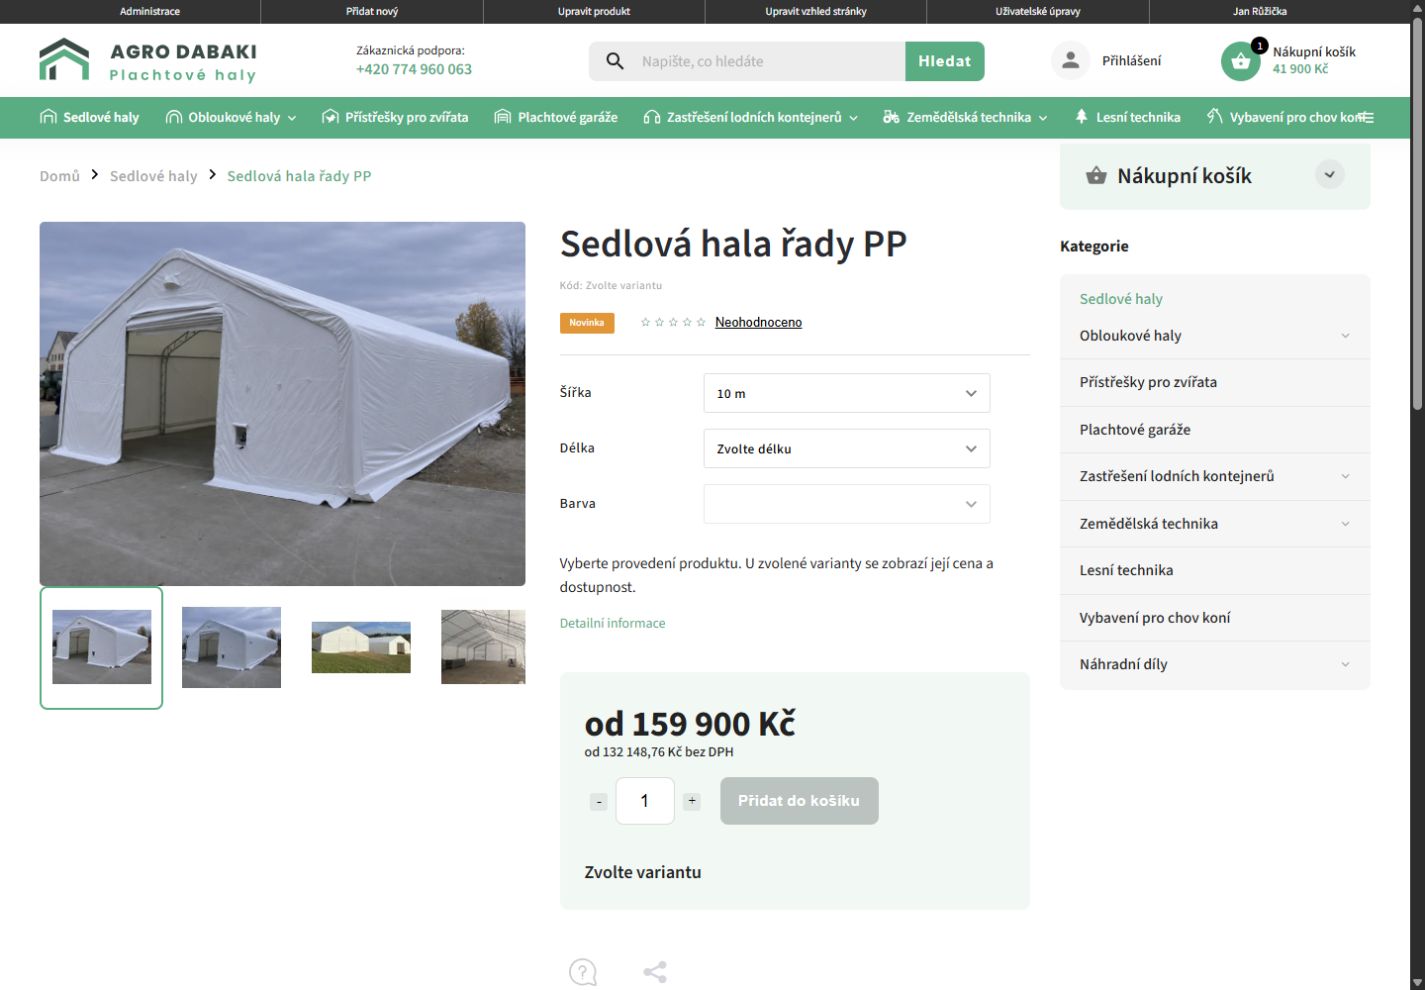 Administrace
Přidat nový
Upravit produkt
Upravit vzhled stránky
Uživatelské úpravy
Jan Růžička
AGRO DABAKI
Plachtové haly
Zákaznická podpora:
+420 774 960 063
Napište, co hledáte
Hledat
Přihlášení
1
Nákupní košík
41 900 Kč
Sedlové haly
Obloukové haly
Přístřešky pro zvířata
Plachtové garáže
Zastřešení lodních kontejnerů
Zemědělská technika
Lesní technika
Vybavení pro chov
Domů
Sedlové haly
Sedlová hala řady PP
Nákupní košík
Sedlová hala řady PP
Kód: Zvolte variantu
Novinka
Neohodnoceno
Šířka
10 m
Délka
Zvolte délku
Barva
Vyberte provedení produktu. U zvolené varianty se zobrazí její cena a
dostupnost.
Detailní informace
od 159 900 Kč
od 132 148,76 Kč bez DPH
-
1
+
Přidat do košíku
Zvolte variantu
Kategorie
Sedlové haly
Obloukové haly
Přístřešky pro zvířata
Plachtové garáže
Zastřešení lodních kontejnerů
Zemědělská technika
Lesní technika
Vybavení pro chov koní
Náhradní díly